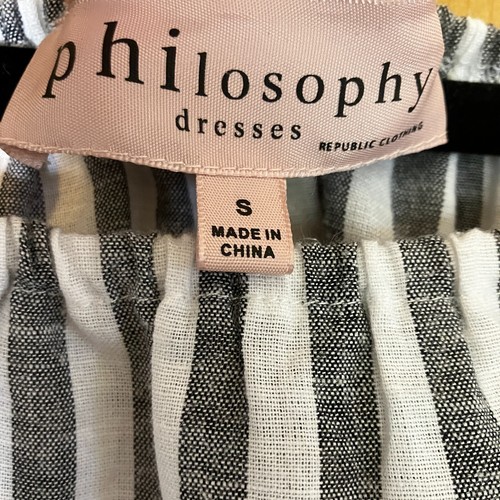 philosophy
dresses
REPUBLIC CLOTHING
S
MADE IN
CHINA